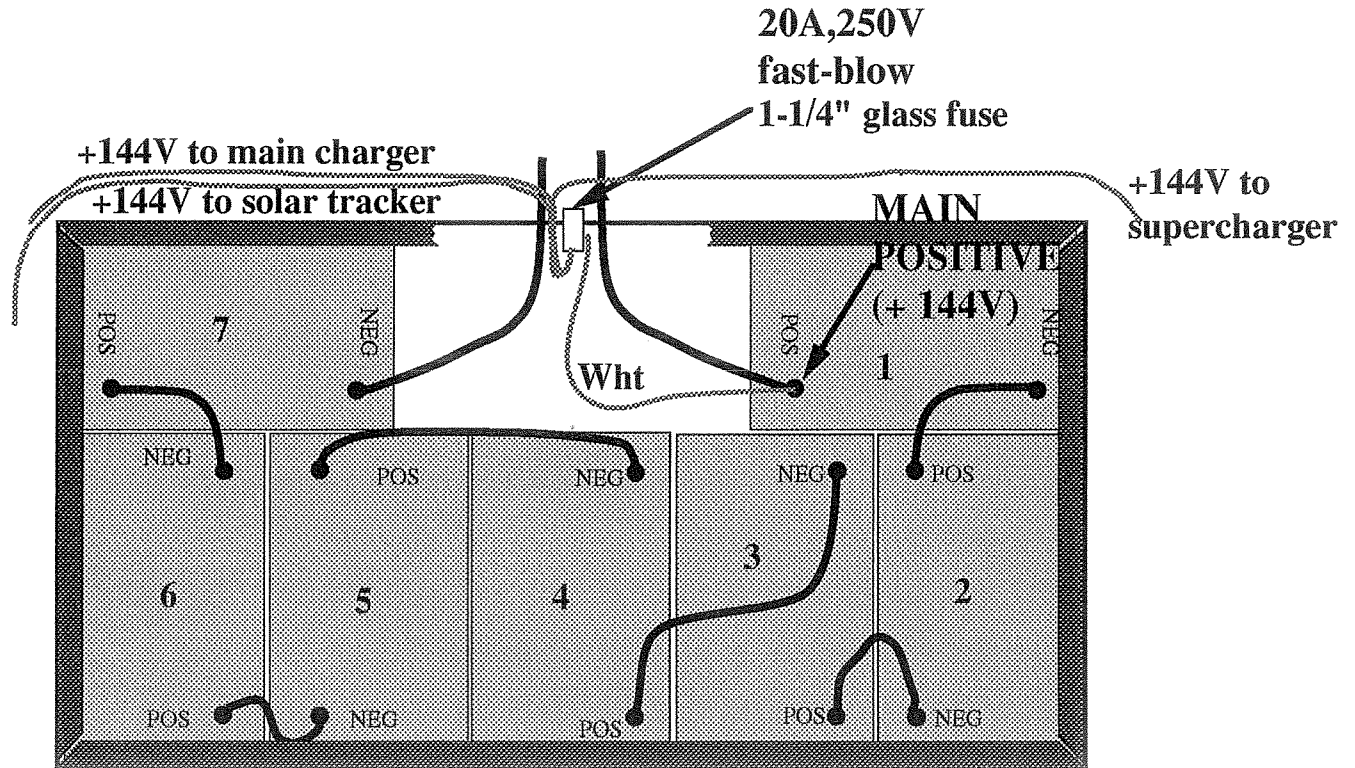 20A,250V
fast-blow
1-1/4" glass fuse
+144V to main charger
+144V to solar tracker
+144V to
supercharger
MAIN
POSITIVE
(+ 144V)
POS
7
NEG
Wht
POS
1
NEG
NEG
POS
NEG
NEG
POS
6
5
4
3
2
POS
NEG
POS
POS
NEG